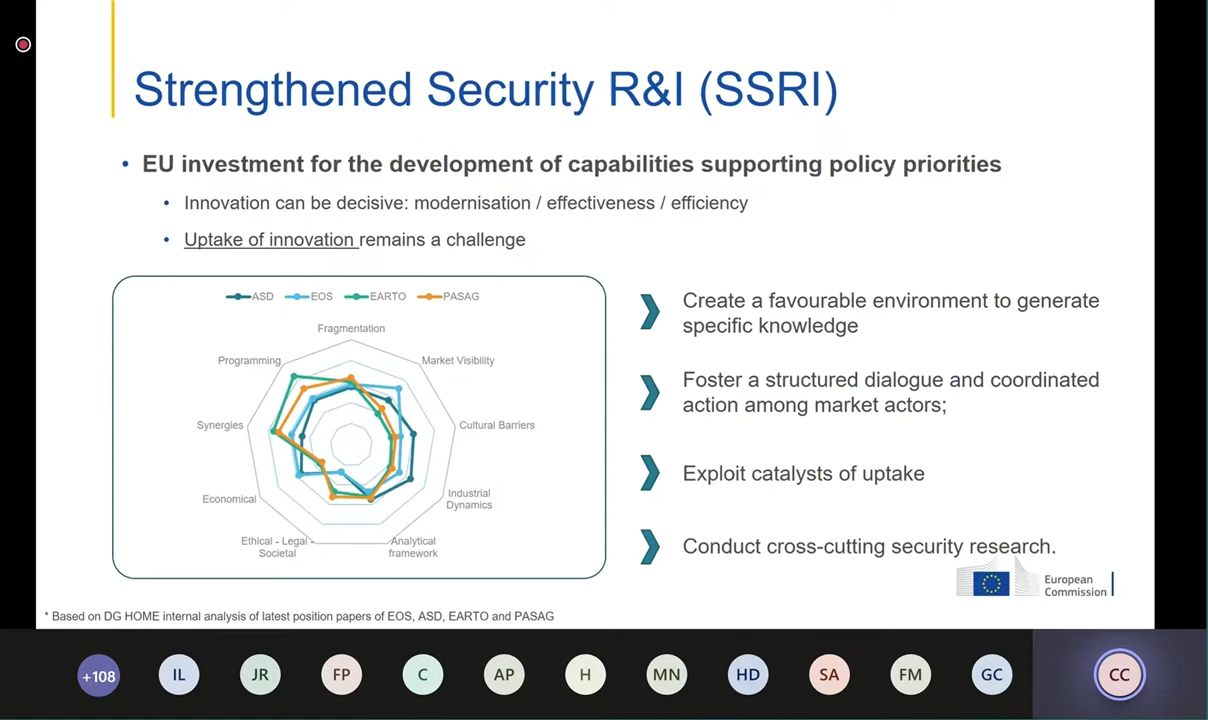 Strengthened Security R&I (SSRI)
• EU investment for the development of capabilities supporting policy priorities
• Innovation can be decisive: modernisation / effectiveness / efficiency
• Uptake of innovation remains a challenge
ASD EOS EARTO PASAG
Fragmentation
Programming
Market Visibility
Synergies
Cultural Barriers
Economical
Industrial
Dynamics
Ethical - Legal -
Societal
Analytical
framework
Create a favourable environment to generate
specific knowledge
Foster a structured dialogue and coordinated
action among market actors;
Exploit catalysts of uptake
Conduct cross-cutting security research.
European
Commission
* Based on DG HOME internal analysis of latest position papers of EOS, ASD, EARTO and PASAG
+108 IL JR FP C AP H MN HD SA FM GC CC